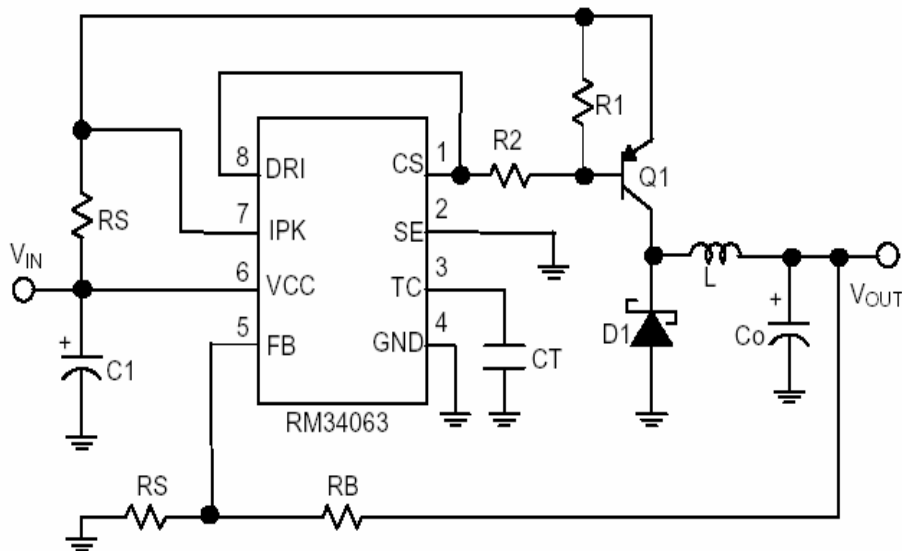 R1
R2
Q1
8
DRI
CS
1
RS
7
IPK
SE
2
VIN
6
VCC
TC
3
5
FB
GND
4
L
VOUT
+
C1
CT
D1
+
Co
RM34063
RS
RB